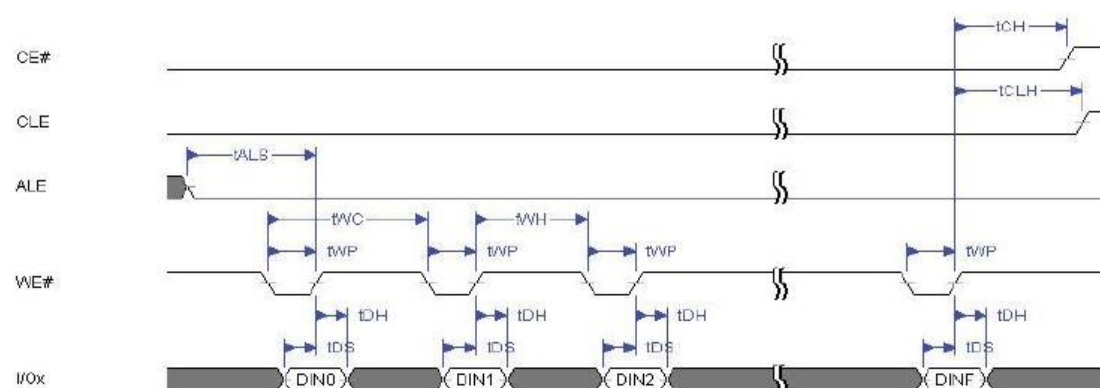 tCH
CE#
tCLH
CLE
tALS
ALE
tWC tWH
tWP tWP tWP tWP
WE#
tDH tDH tDH tDH
tDS tDS tDS tDS
I/Ox DIN0 DIN1 DIN2 DINF